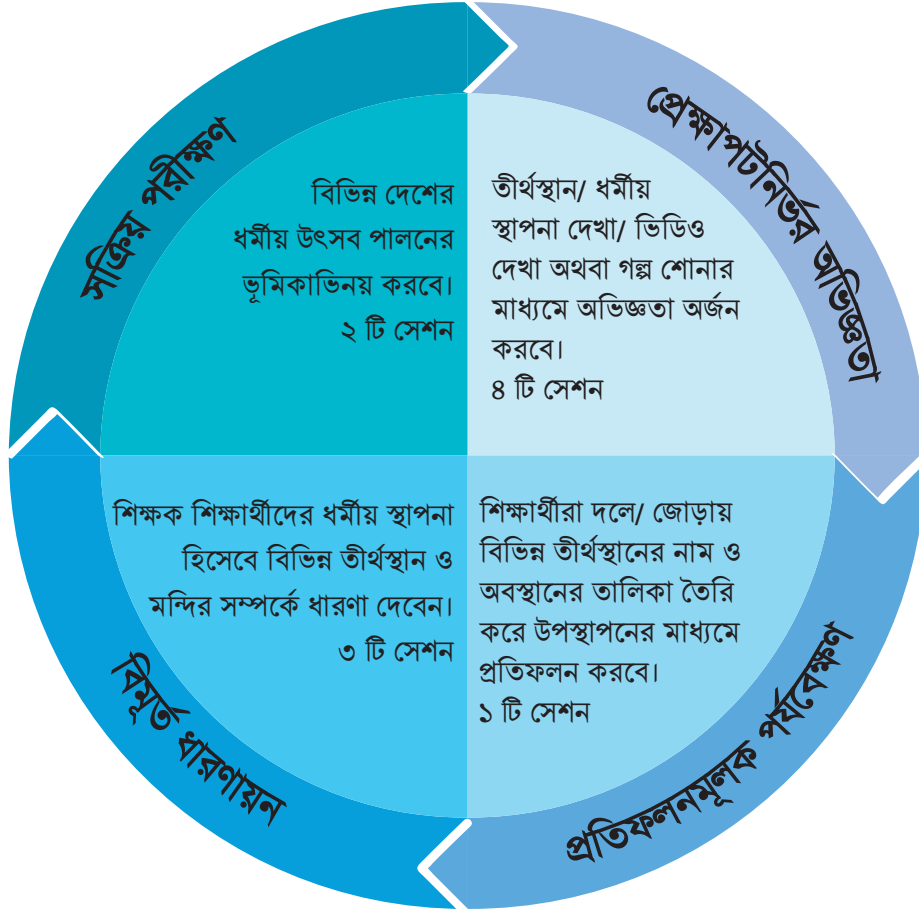 প্রেক্ষাপটনির্ভর অভিজ্ঞতা
তীর্থস্থান/ ধর্মীয়
স্থাপনা দেখা/ ভিডিও
দেখা অথবা গল্প শোনার
মাধ্যমে অভিজ্ঞতা অর্জন
করবে।
৪ টি সেশন
প্রতিফলনমূলক পর্যবেক্ষণ
শিক্ষার্থীরা দলে/ জোড়ায়
বিভিন্ন তীর্থস্থানের নাম ও
অবস্থানের তালিকা তৈরি
করে উপস্থাপনের মাধ্যমে
প্রতিফলন করবে।
১ টি সেশন
বিমূর্ত ধারণায়ন
শিক্ষক শিক্ষার্থীদের ধর্মীয় স্থাপনা
হিসেবে বিভিন্ন তীর্থস্থান ও
মন্দির সম্পর্কে ধারণা দেবেন।
৩ টি সেশন
সক্রিয় পরীক্ষণ
বিভিন্ন দেশের
ধর্মীয় উৎসব পালনের
ভূমিকাভিনয় করবে।
২ টি সেশন